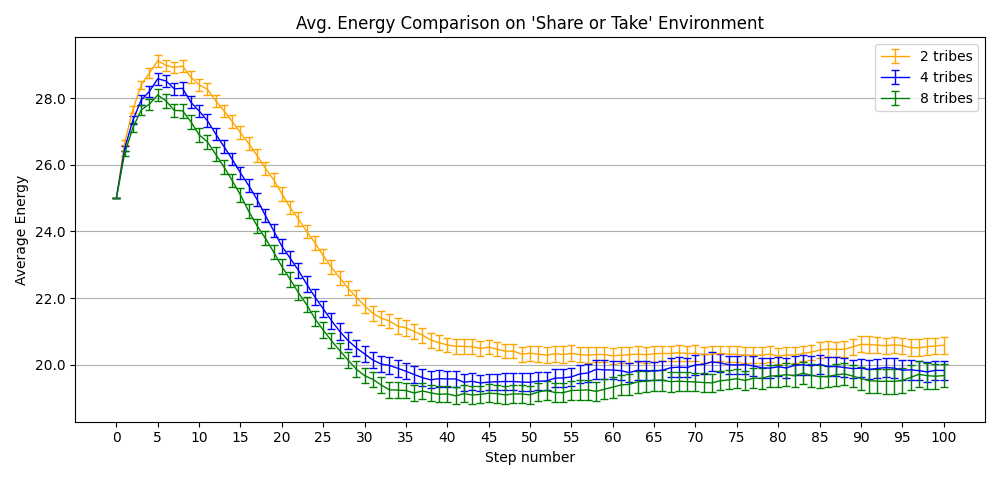 Avg. Energy Comparison on 'Share or Take' Environment
2 tribes
4 tribes
8 tribes
28.0
26.0
24.0
22.0
20.0
Average Energy
0 5 10 15 20 25 30 35 40 45 50 55 60 65 70 75 80 85 90 95 100
Step number